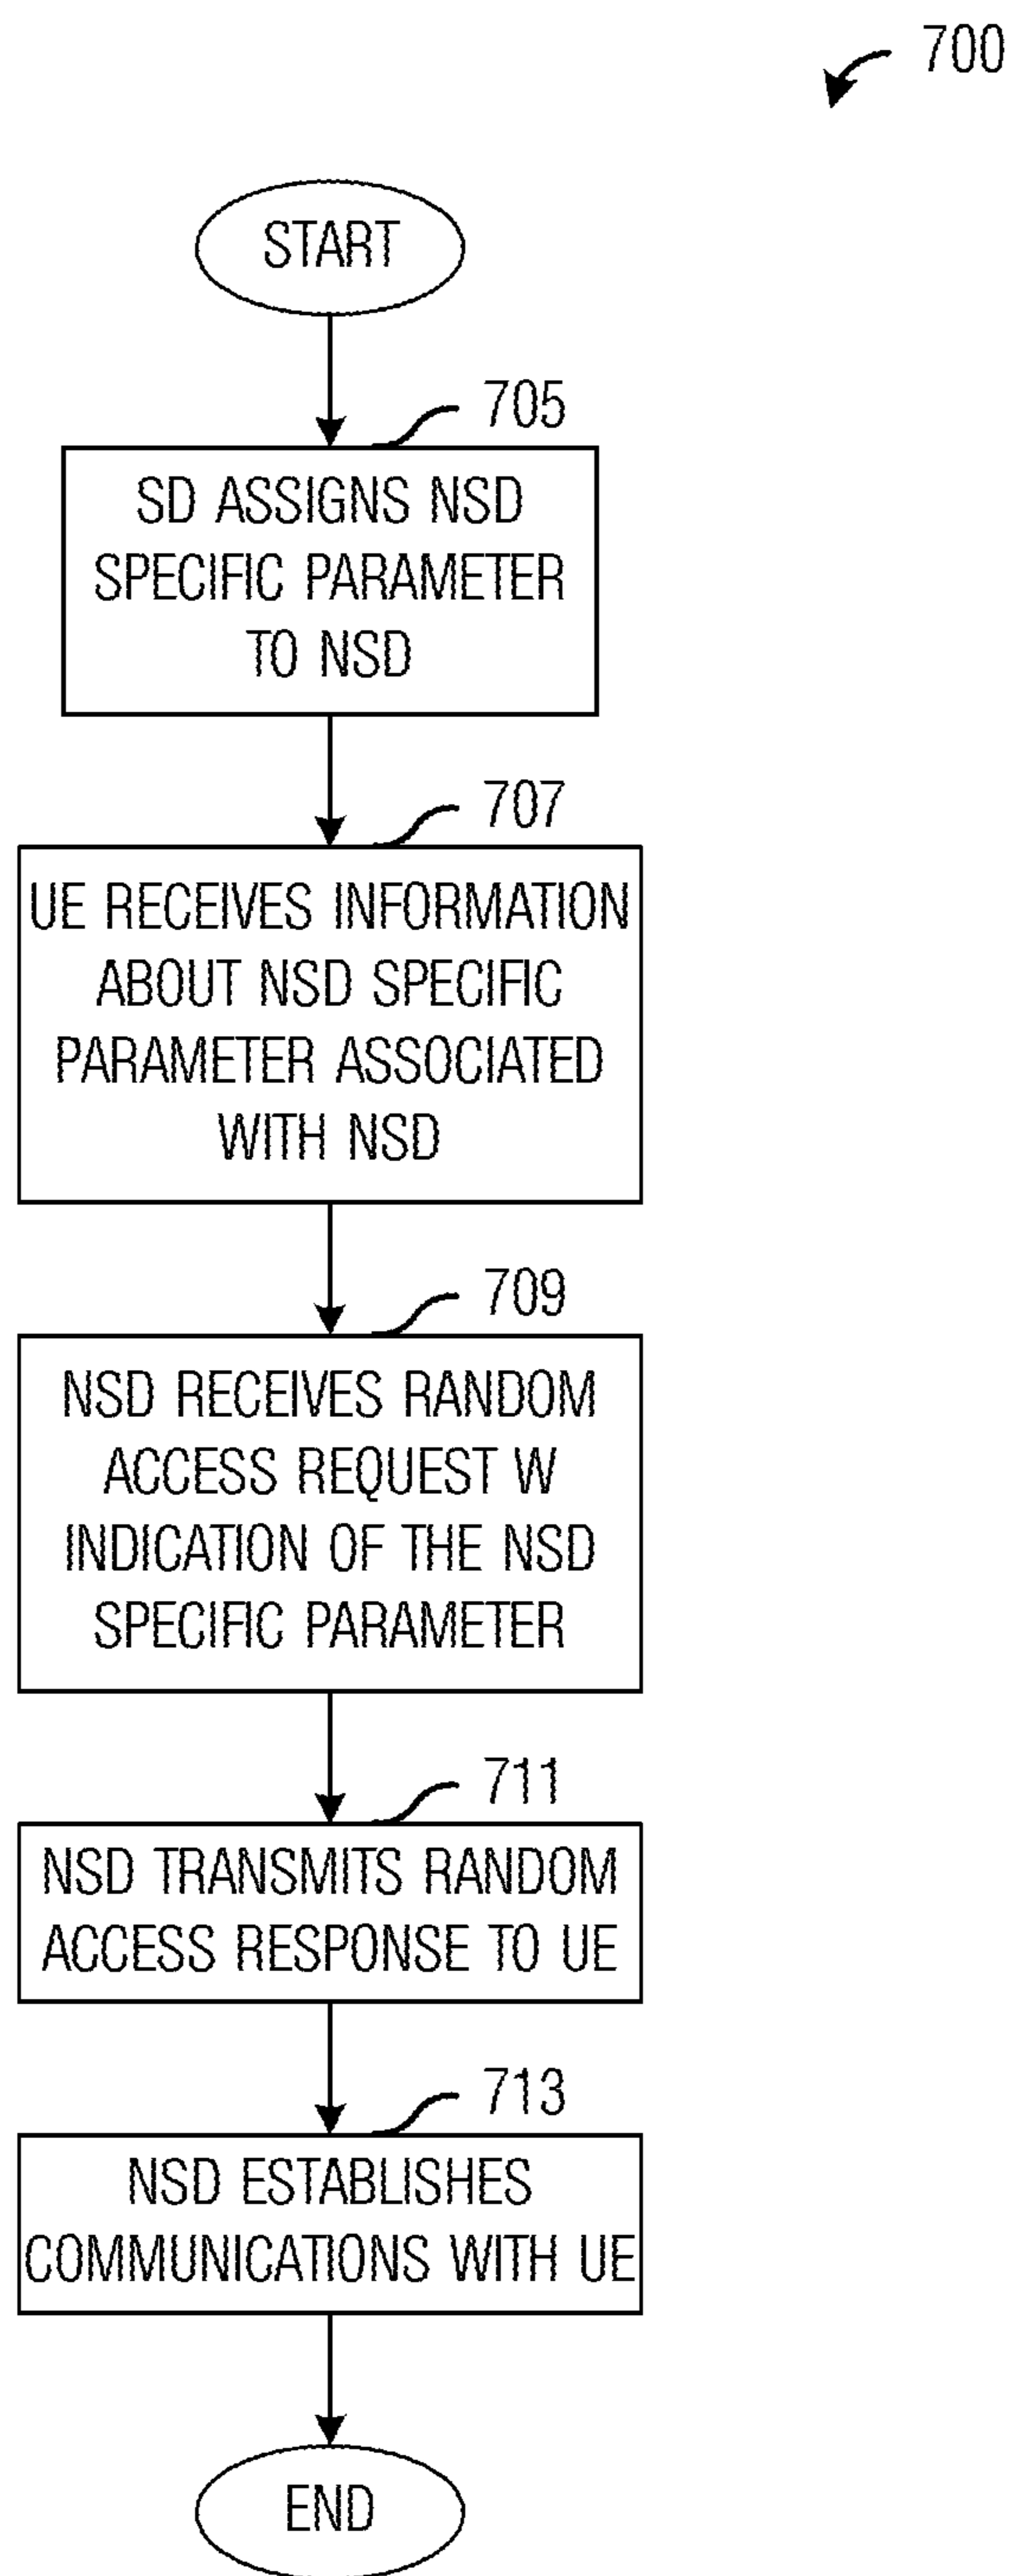 700
START
705
SD ASSIGNS NSD
SPECIFIC PARAMETER
TO NSD
707
UE RECEIVES INFORMATION
ABOUT NSD SPECIFIC
PARAMETER ASSOCIATED
WITH NSD
709
NSD RECEIVES RANDOM
ACCESS REQUEST W
INDICATION OF THE NSD
SPECIFIC PARAMETER
711
NSD TRANSMITS RANDOM
ACCESS RESPONSE TO UE
713
NSD ESTABLISHES
COMMUNICATIONS WITH UE
END